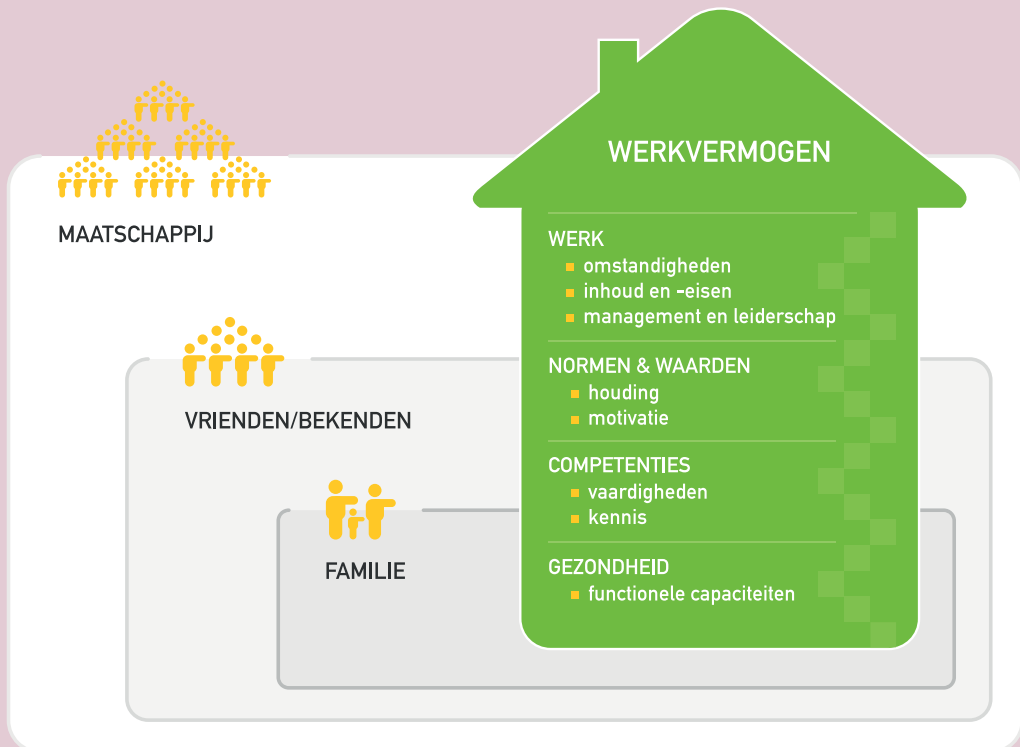 WERKVERMOGEN
MAATSCHAPPIJ
WERK
omstandigheden
inhoud en -eisen
management en leiderschap
NORMEN & WAARDEN
houding
motivatie
VRIENDEN/BEKENDEN
COMPETENTIES
vaardigheden
kennis
FAMILIE
GEZONDHEID
functionele capaciteiten